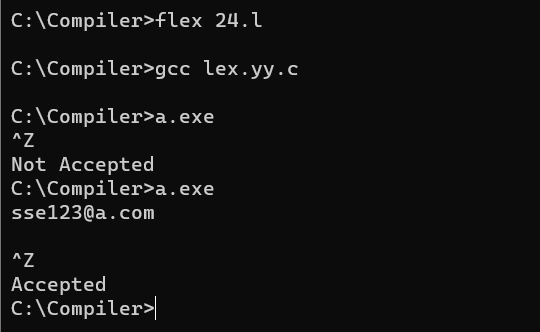 C:\Compiler>flex 24.l
C:\Compiler>gcc lex.yy.c
C:\Compiler>a.exe
^Z
Not Accepted
C:\Compiler>a.exe
sse123@a.com
^Z
Accepted
C:\Compiler>